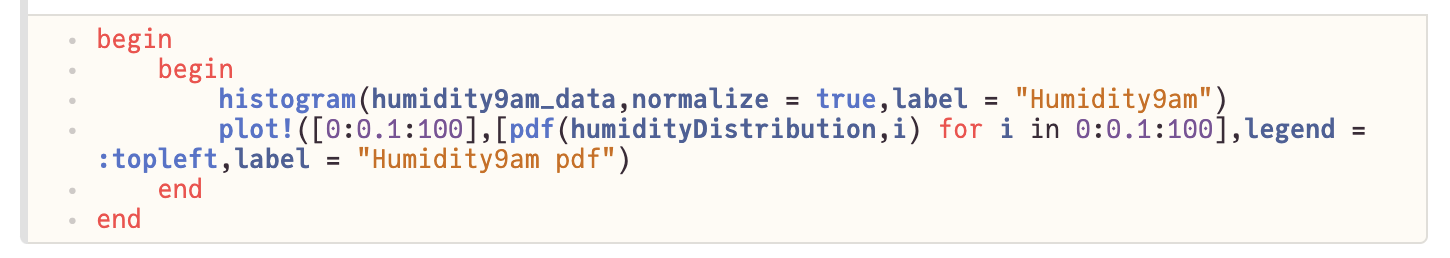 begin
    begin
        histogram(humidity9am_data,normalize = true,label = "Humidity9am")
        plot!([0:0.1:100],[pdf(humidityDistribution,i) for i in 0:0.1:100],legend =
:topleft,label = "Humidity9am pdf")
    end
end